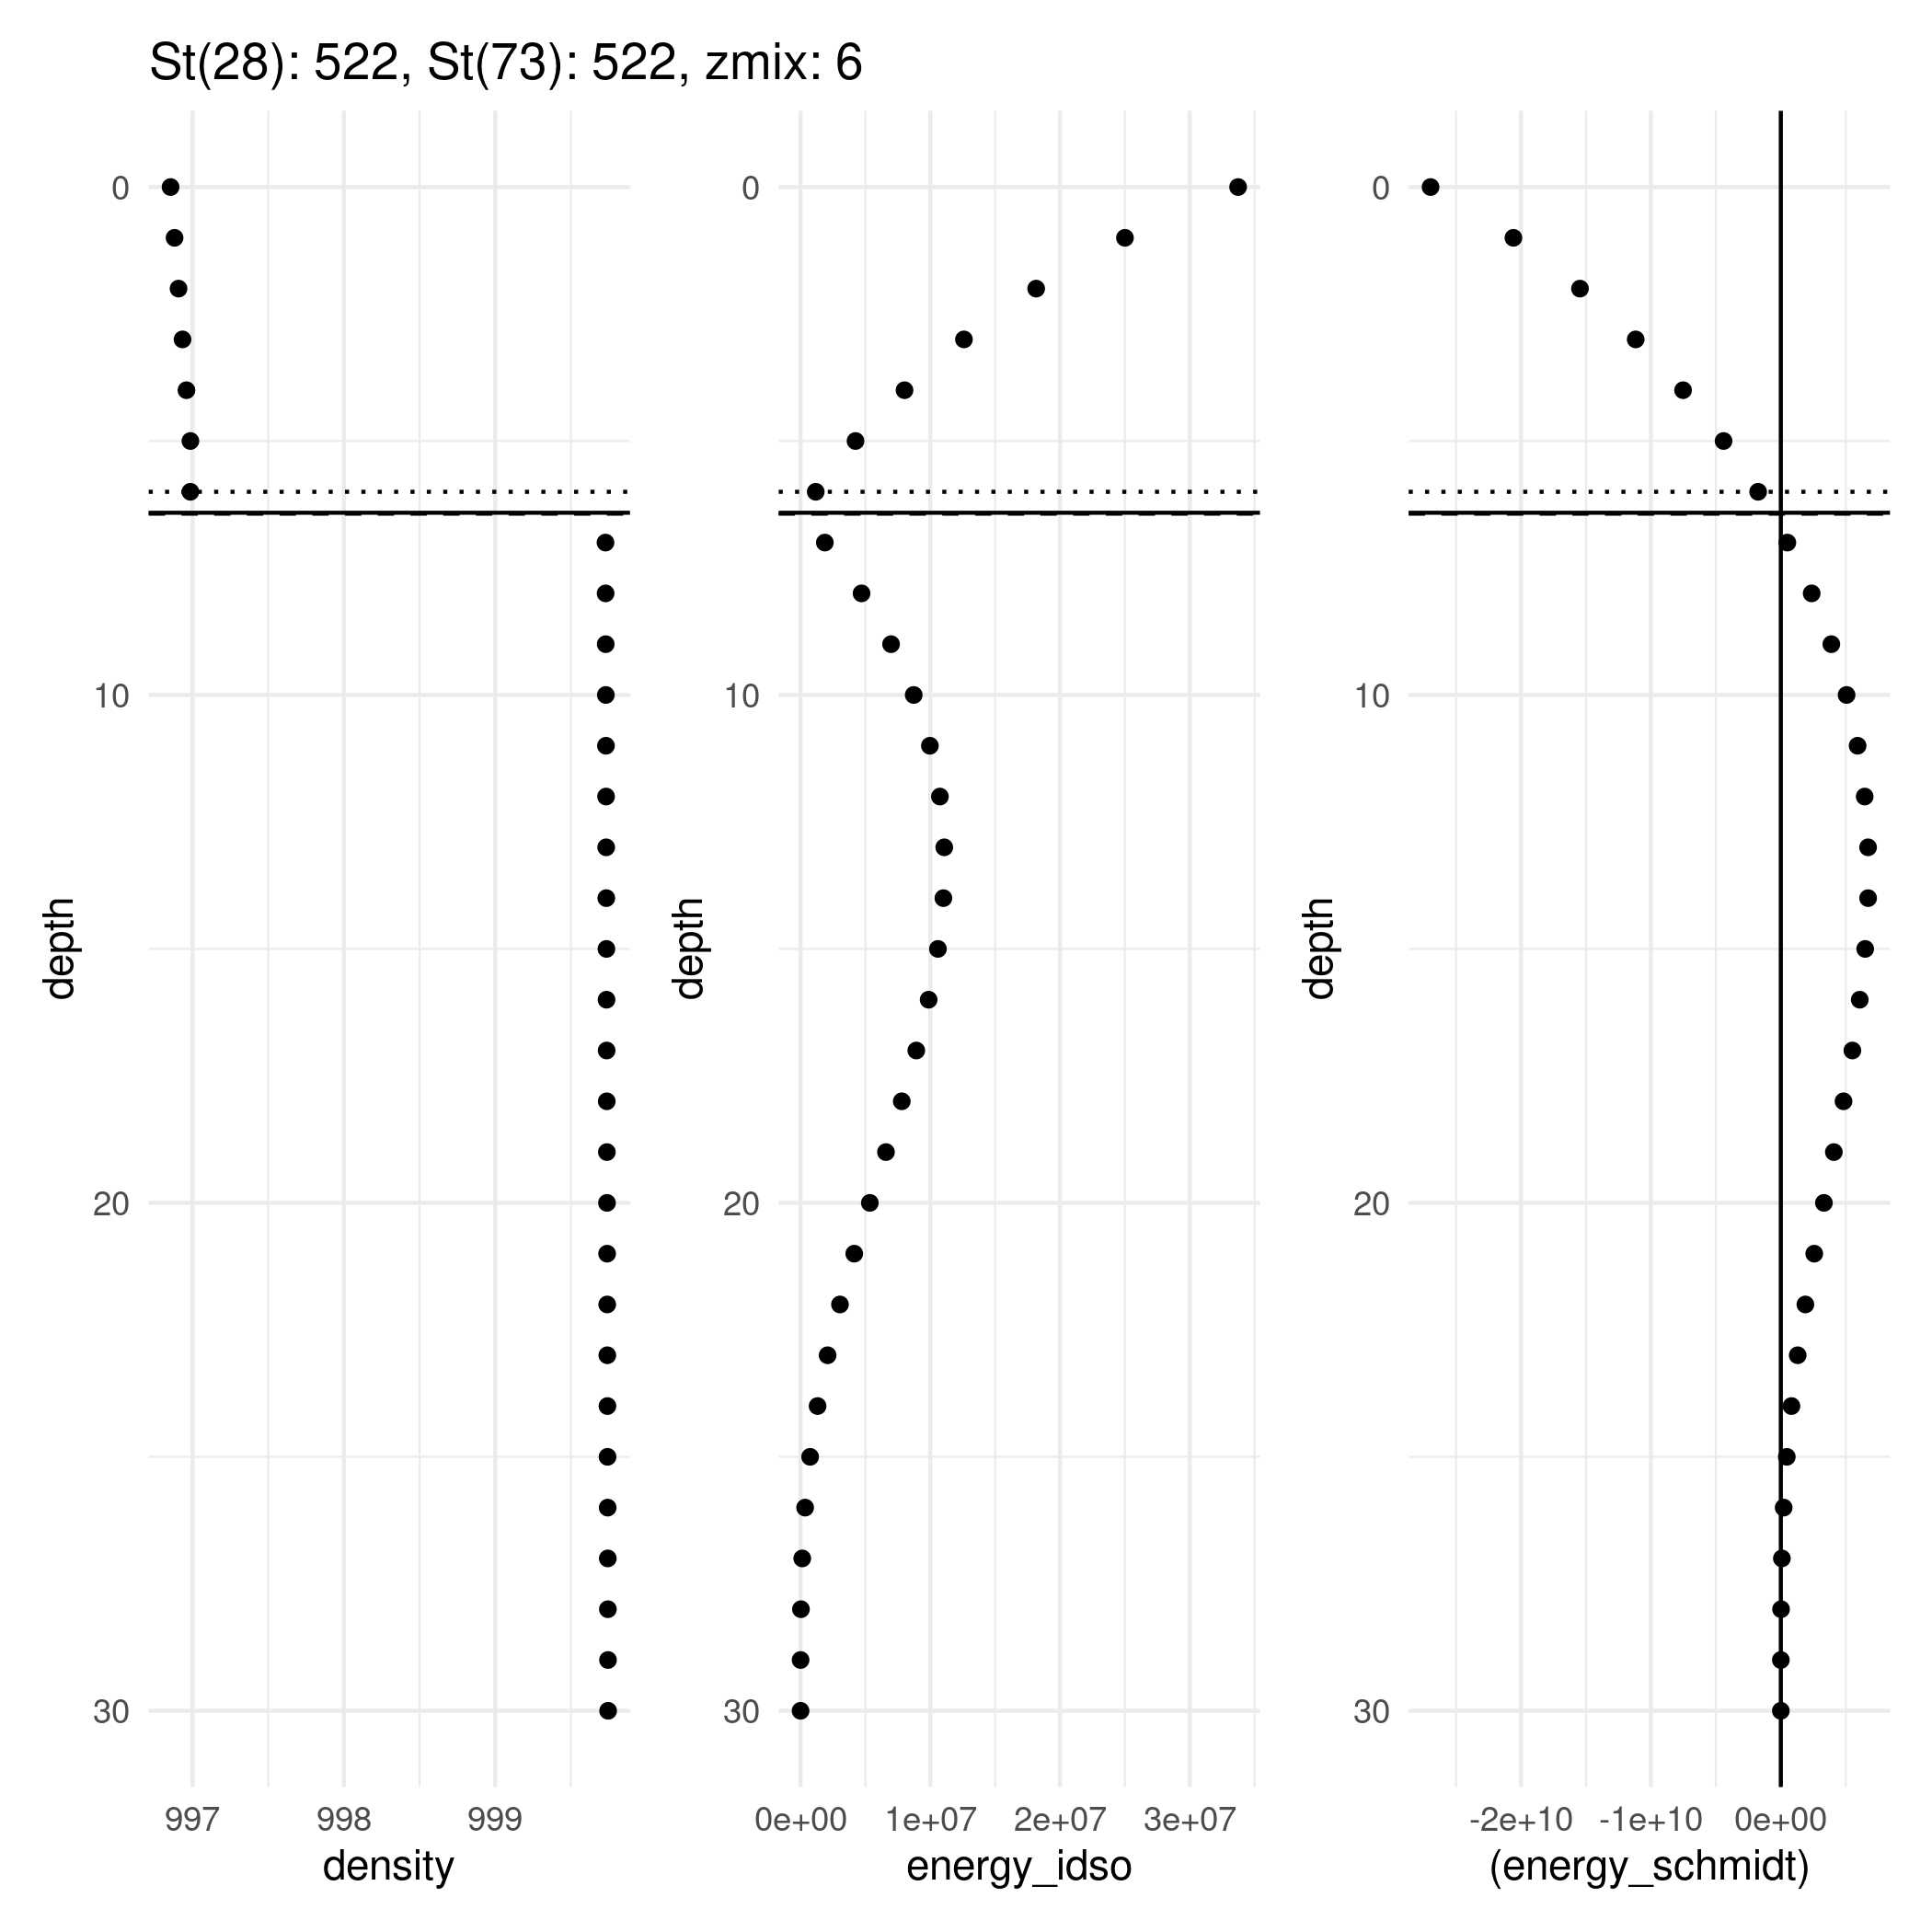 St(28): 522, St(73): 522, zmix: 6
0
10
20
30
depth
997 998 999
density
0
10
20
30
depth
0e+00 1e+07 2e+07 3e+07
energy_idso
0
10
20
30
depth
-2e+10 -1e+10 0e+00
(energy_schmidt)